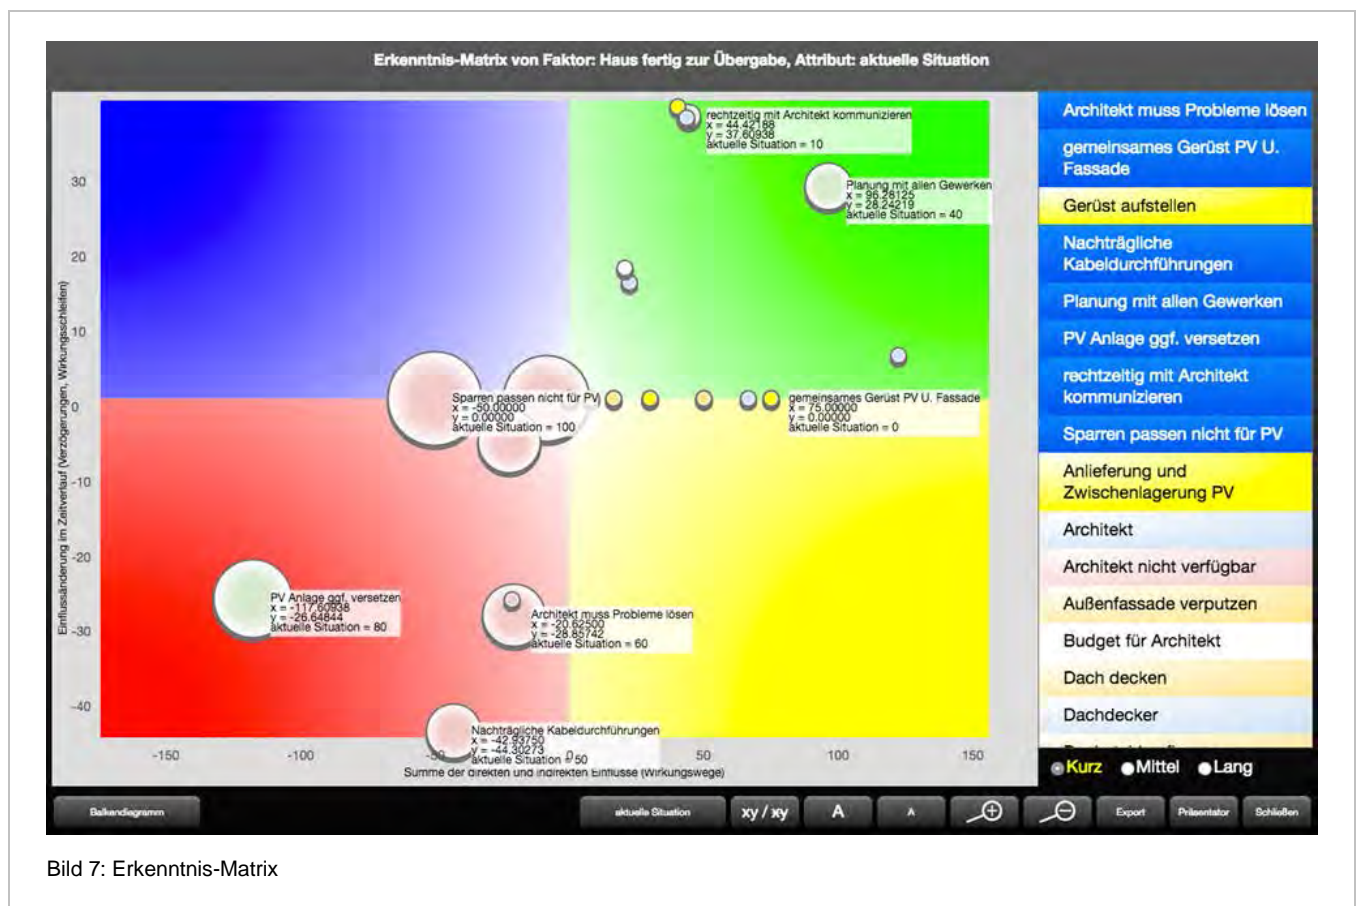 Erkenntnis-Matrix von Faktor: Haus fertig zur Übergabe, Attribut: aktuelle Situation
rechtzeitig mit Architekt kommunizieren
x = 44.42188
y = 37.60938
aktuelle Situation = 10
Planung mit allen Gewerken
x = 96.28125
y = 28.24219
aktuelle Situation = 40
Sparren passen nicht für PV
x = -50.00000
y = 0.00000
aktuelle Situation = 100
gemeinsames Gerüst PV U. Fassade
x = 75.00000
y = 0.00000
aktuelle Situation = 0
PV Anlage ggf. versetzen
x = -117.60938
y = -26.64844
aktuelle Situation = 80
Architekt muss Probleme lösen
x = -20.62500
y = -28.85742
aktuelle Situation = 60
Nachträgliche Kabeldurchführungen
x = -42.93750
y = -44.30273
aktuelle Situation = 50
Einflussänderung im Zeitverlauf (Verzögerungen, Wirkungsschleifen)
30
20
10
0
-10
-20
-30
-40
-150
-100
-50
0
50
100
150
Summe der direkten und indirekten Einflüsse (Wirkungswege)
Architekt muss Probleme lösen
gemeinsames Gerüst PV U.
Fassade
Gerüst aufstellen
Nachträgliche
Kabeldurchführungen
Planung mit allen Gewerken
PV Anlage ggf. versetzen
rechtzeitig mit Architekt
kommunizieren
Sparren passen nicht für PV
Anlieferung und
Zwischenlagerung PV
Architekt
Architekt nicht verfügbar
Außenfassade verputzen
Budget für Architekt
Dach decken
Dachdecker
Kurz Mittel Lang
Balkendiagramm
aktuelle Situation
xy / xy
A
A
Export
Präsentator
Schließen
Bild 7: Erkenntnis-Matrix